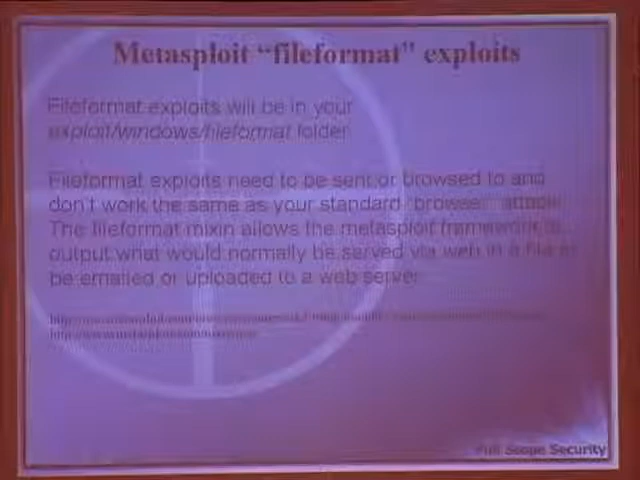 Metasploit “fileformat” exploits
Fileformat exploits will be in your
exploit/windows/fileformat folder
Fileformat exploits need to be sent or browsed to and
don't work the same as your standard "browser" attack
The fileformat mixin allows the metasploit framework to
output what would normally be served via web in a file to
be emailed or uploaded to a web server
Full Scope Security